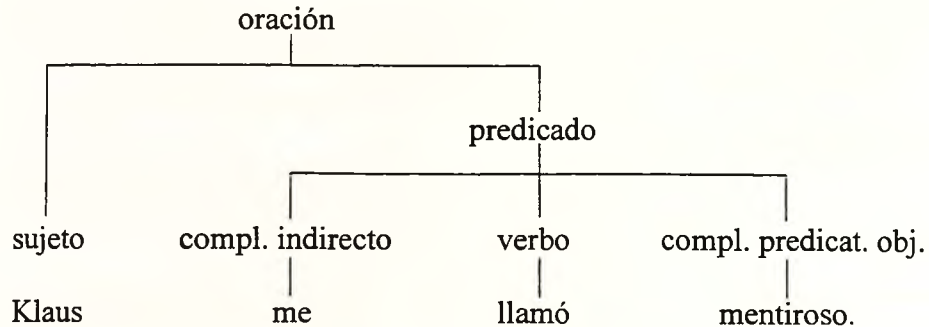 oración
predicado
sujeto compl. indirecto verbo compl. predicat. obj.
Klaus me llamó mentiroso.